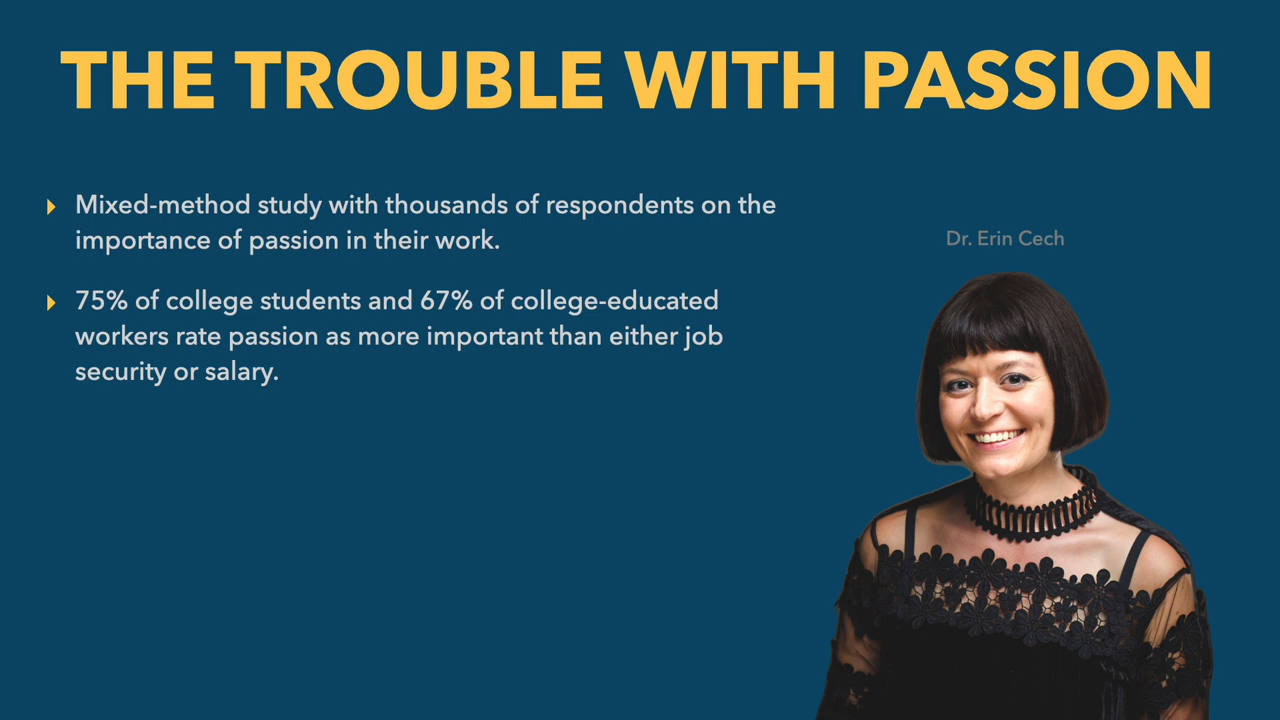 THE TROUBLE WITH PASSION
Mixed-method study with thousands of respondents on the
importance of passion in their work.
75% of college students and 67% of college-educated
workers rate passion as more important than either job
security or salary.
Dr. Erin Cech